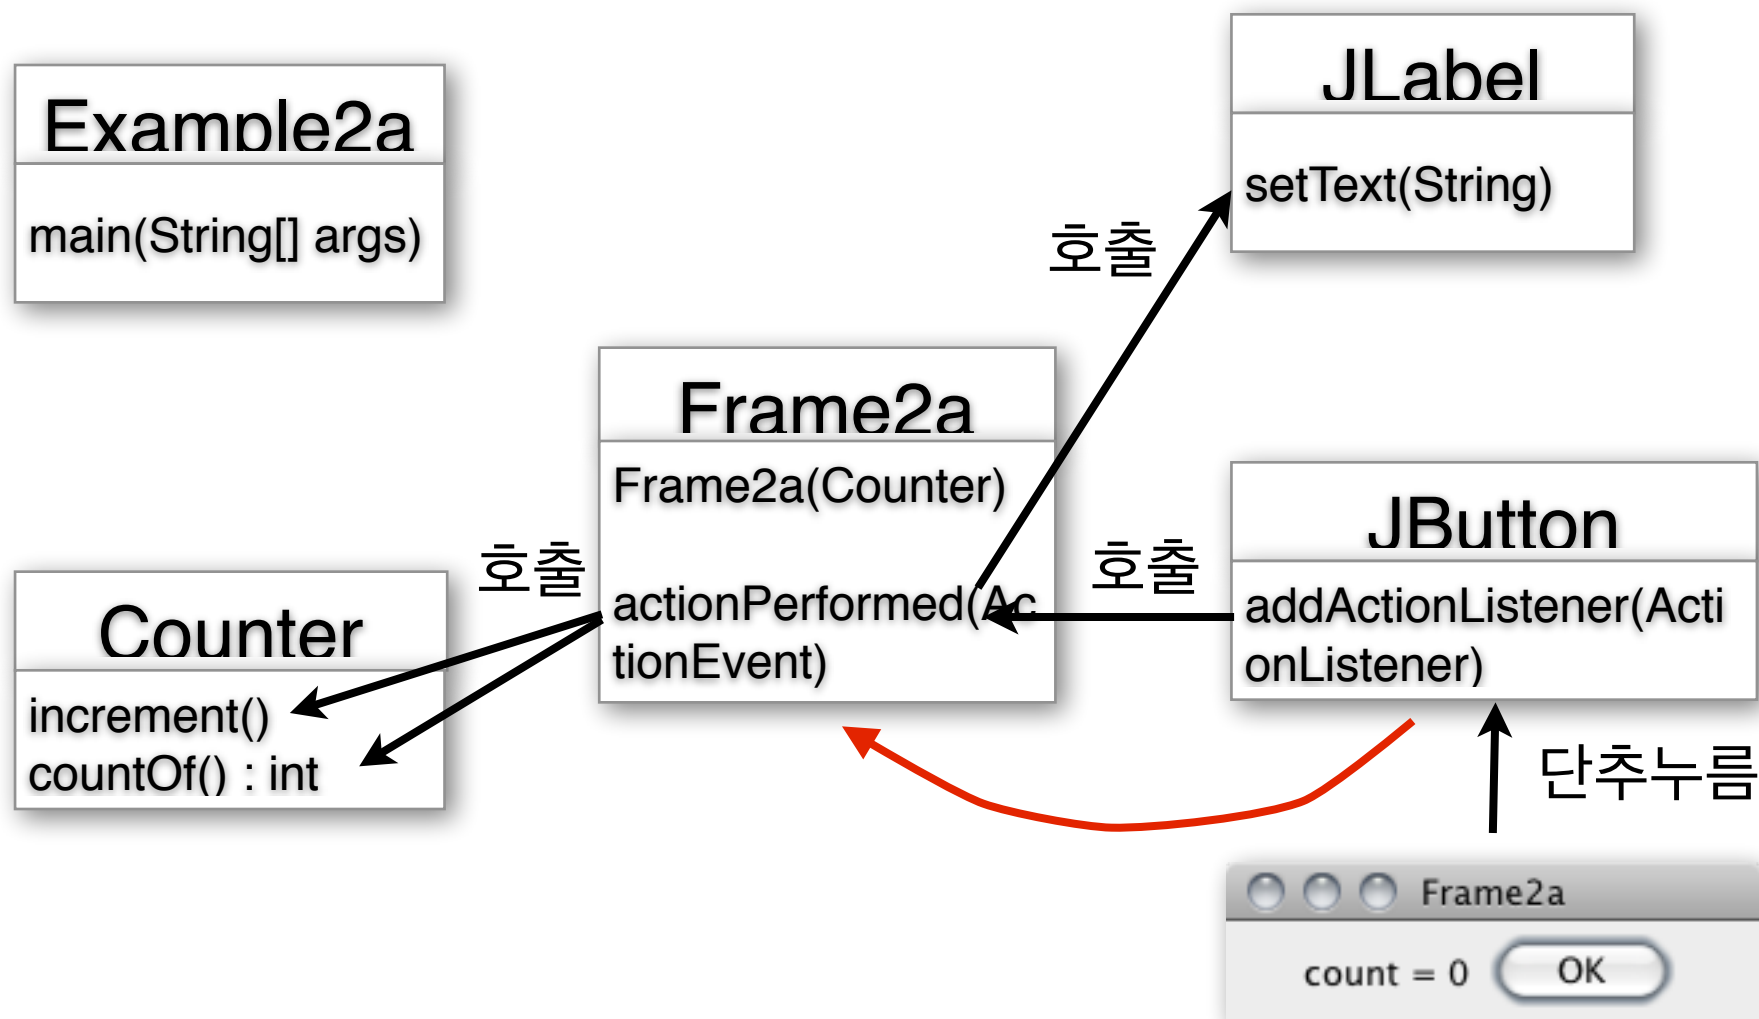 Example2a
main(String[] args)
JLabel
setText(String)
호출
Frame2a
Frame2a(Counter)
actionPerformed(Ac
tionEvent)
호출
호출
JButton
addActionListener(Acti
onListener)
Counter
increment()
countOf() : int
단추누름
Frame2a
count = 0
OK